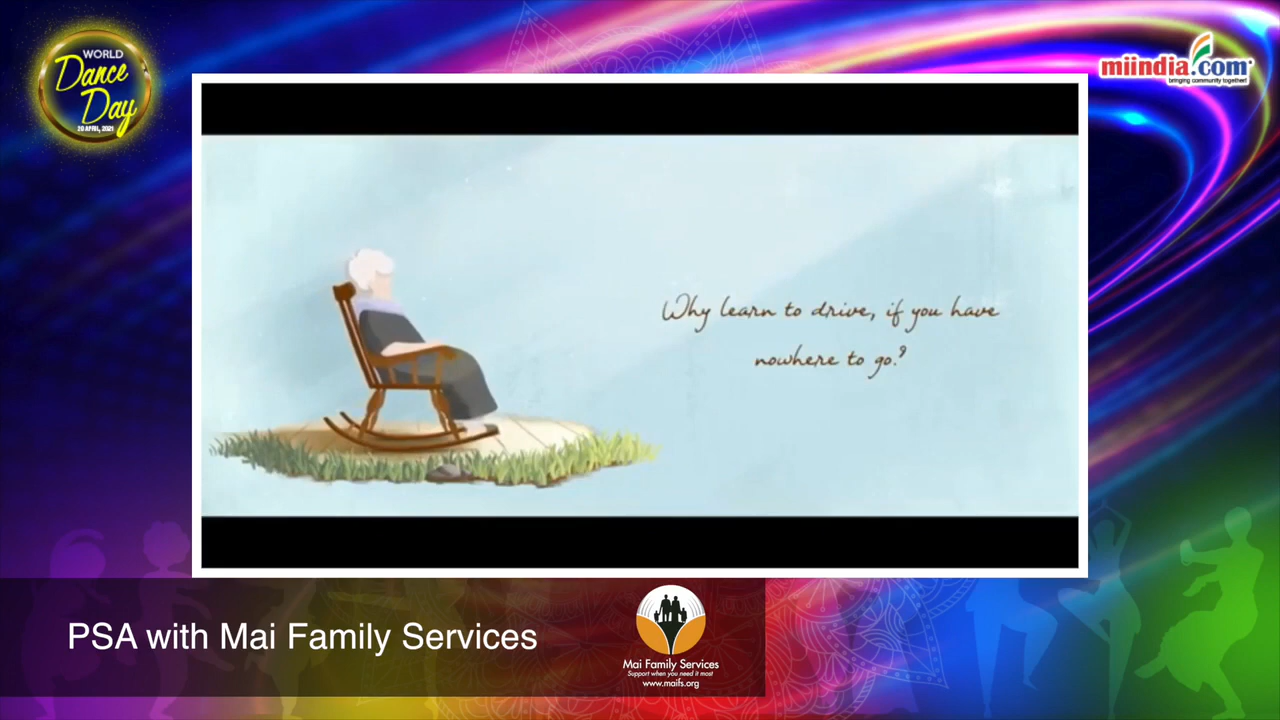 WORLD
Dance
Day
20 APRIL, 2021
miindia.com
bringing community together!
Why learn to drive, if you have
nowhere to go?
PSA with Mai Family Services
Mai Family Services
Support when you need it most
www.maifs.org